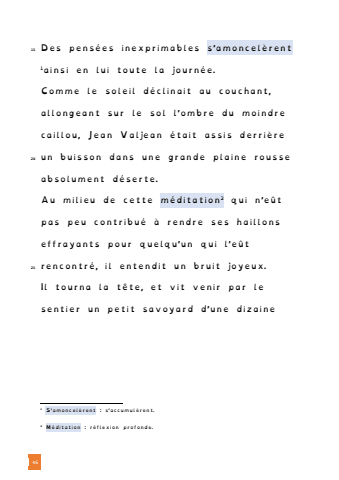 15 Des pensées inexprimables s'amoncelèrent
¹ainsi en lui toute la journée.
Comme le soleil déclinait au couchant,
allongeant sur le sol l'ombre du moindre
caillou, Jean Valjean était assis derrière
20 un buisson dans une grande plaine rousse
absolument déserte.
Au milieu de cette méditation² qui n'eût
pas peu contribué à rendre ses haillons
effrayants pour quelqu'un qui l'eût
25 rencontré, il entendit un bruit joyeux.
Il tourna la tête, et vit venir par le
sentier un petit savoyard d'une dizaine
¹ S'amoncelèrent : s'accumulèrent.
² Méditation : réflexion profonde.